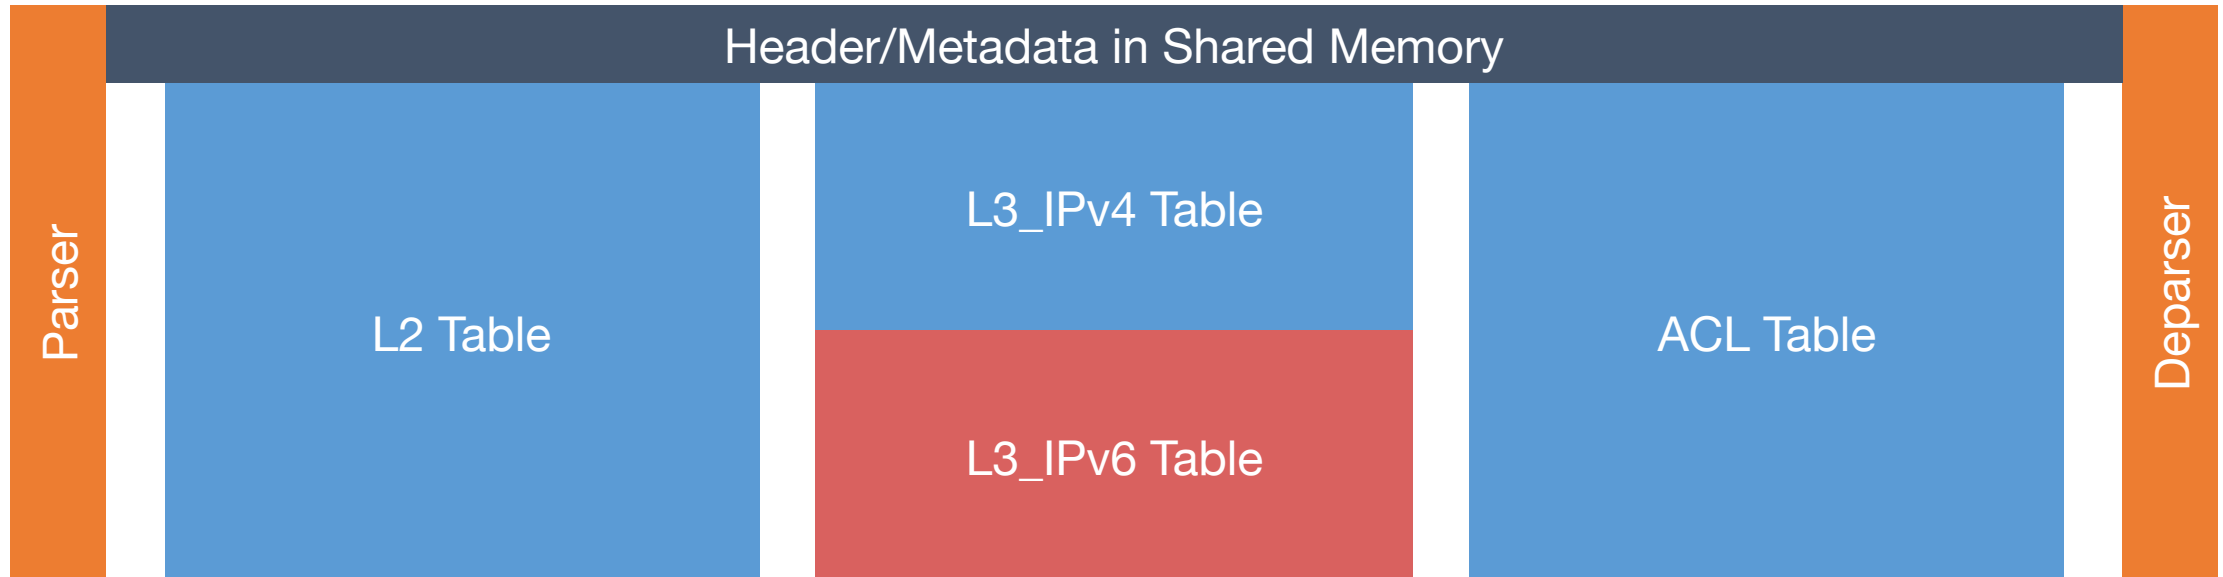 Header/Metadata in Shared Memory
Parser
L2 Table
L3_IPv4 Table
L3_IPv6 Table
ACL Table
Deparser